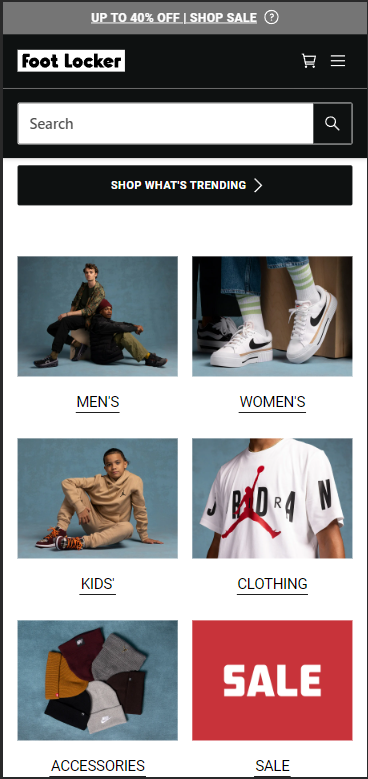 UP TO 40% OFF | SHOP SALE ?
Foot Locker
Search
SHOP WHAT'S TRENDING
MEN'S
WOMEN'S
JORDAN
KIDS'
CLOTHING
SALE
ACCESSORIES
SALE